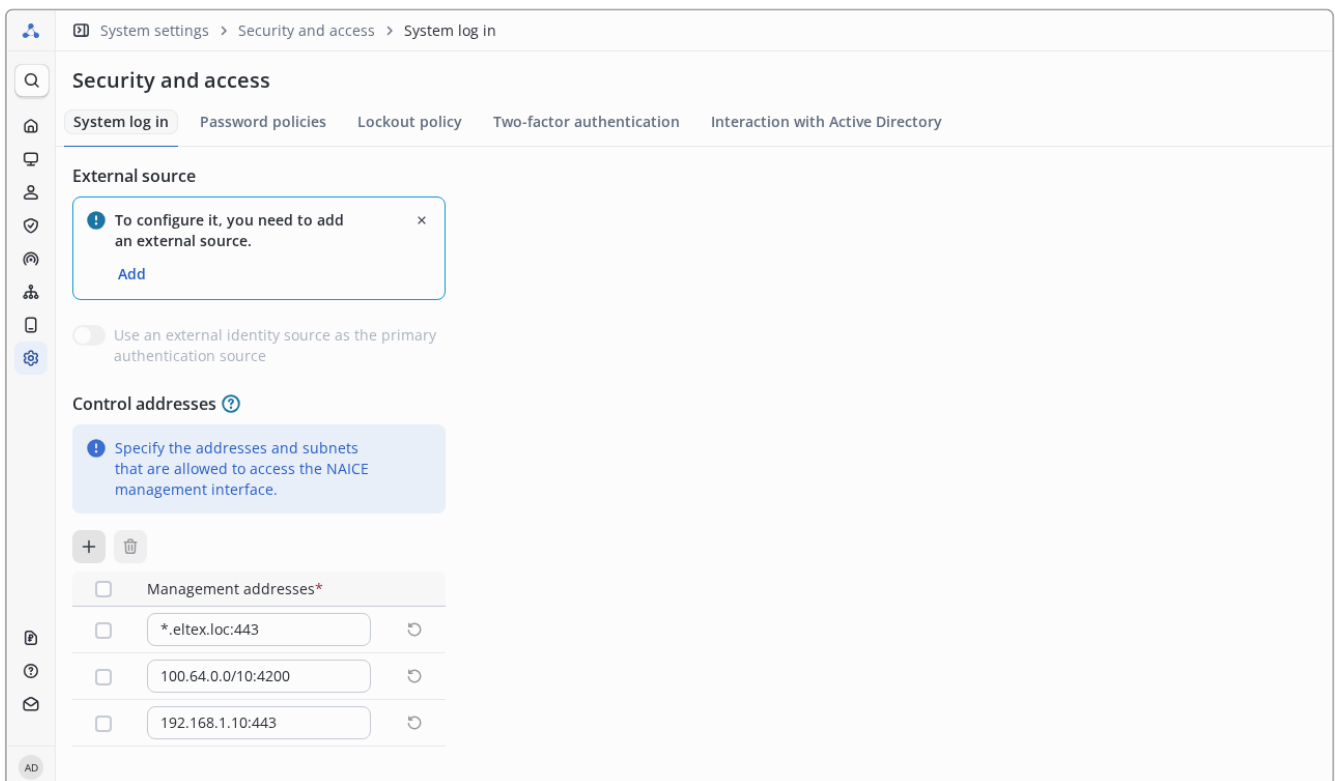 System settings > Security and access > System log in
Security and access
System log in Password policies Lockout policy Two-factor authentication Interaction with Active Directory
External source
To configure it, you need to add
an external source.
Add
Use an external identity source as the primary
authentication source
Control addresses
Specify the addresses and subnets
that are allowed to access the NAICE
management interface.
Management addresses*
*.eltex.loc:443
100.64.0.0/10:4200
192.168.1.10:443
AD